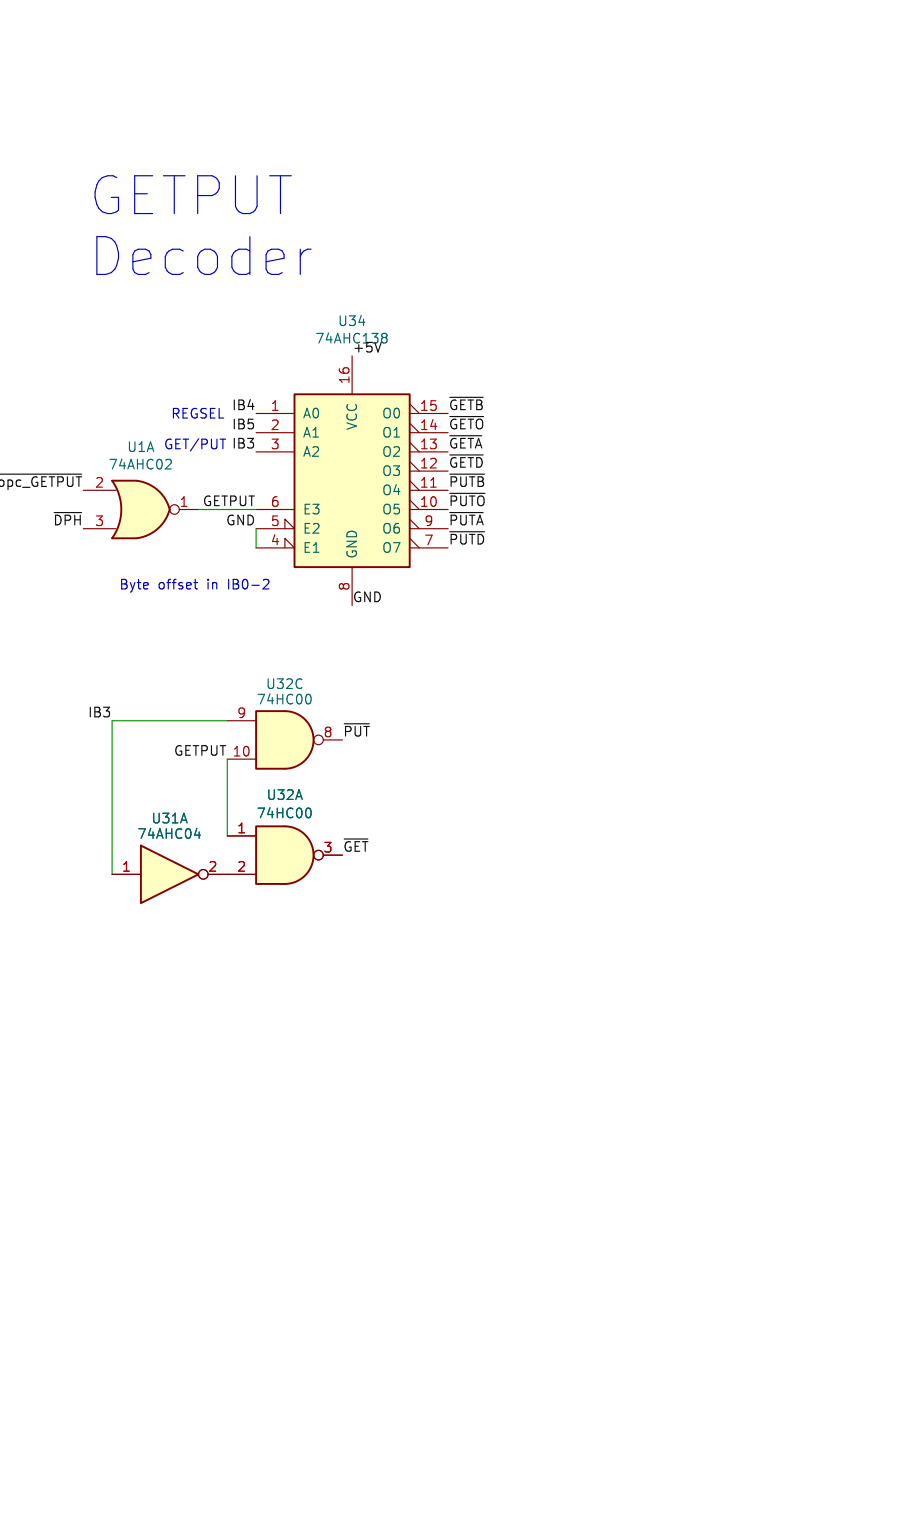 GETPUT
Decoder
U34
74AHC138
+5V
16
VCC
IB4 1 A0 O0 15 GETB
REGSEL
IB5 2 A1 O1 14 GETO
GET/PUT IB3 3 A2 O2 13 GETA
O3 12 GETD
U1A
74AHC02
opc_GETPUT 2
O4 11 PUTB
1 GETPUT 6 E3 O5 10 PUTO
DPH 3
GND 5 E2 O6 9 PUTA
4 E1 O7 7 PUTD
GND
8
GND
Byte offset in IB0-2
U32C
74HC00
IB3 9
8 PUT
GETPUT 10
U32A
74HC00
1
3 GET
2
U31A
74AHC04
1 2